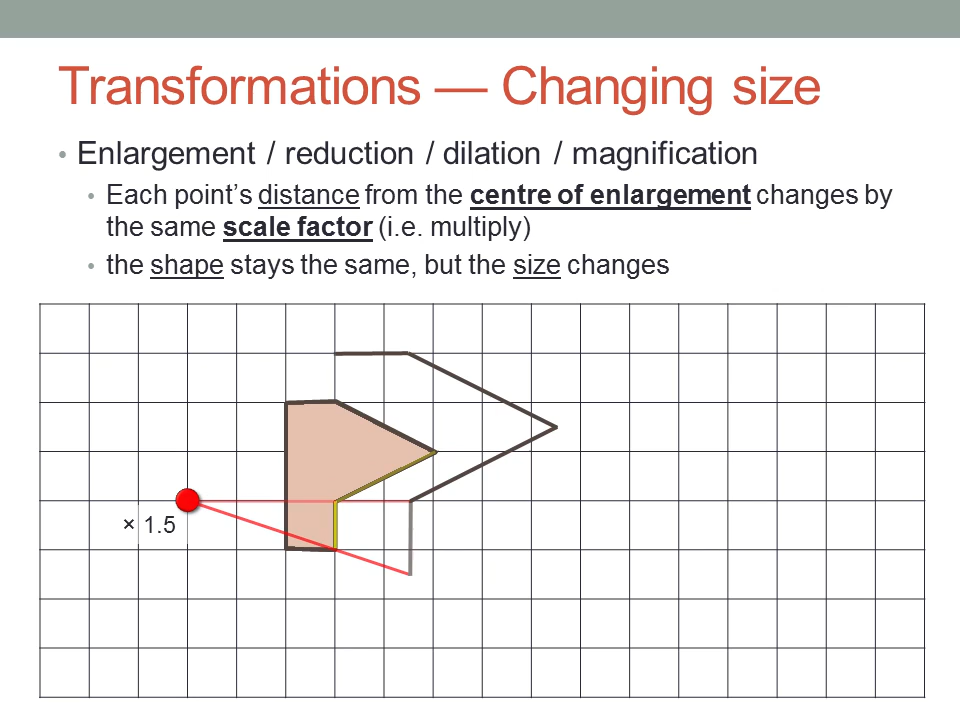 Transformations — Changing size
• Enlargement / reduction / dilation / magnification
• Each point’s distance from the centre of enlargement changes by
the same scale factor (i.e. multiply)
• the shape stays the same, but the size changes
× 1.5